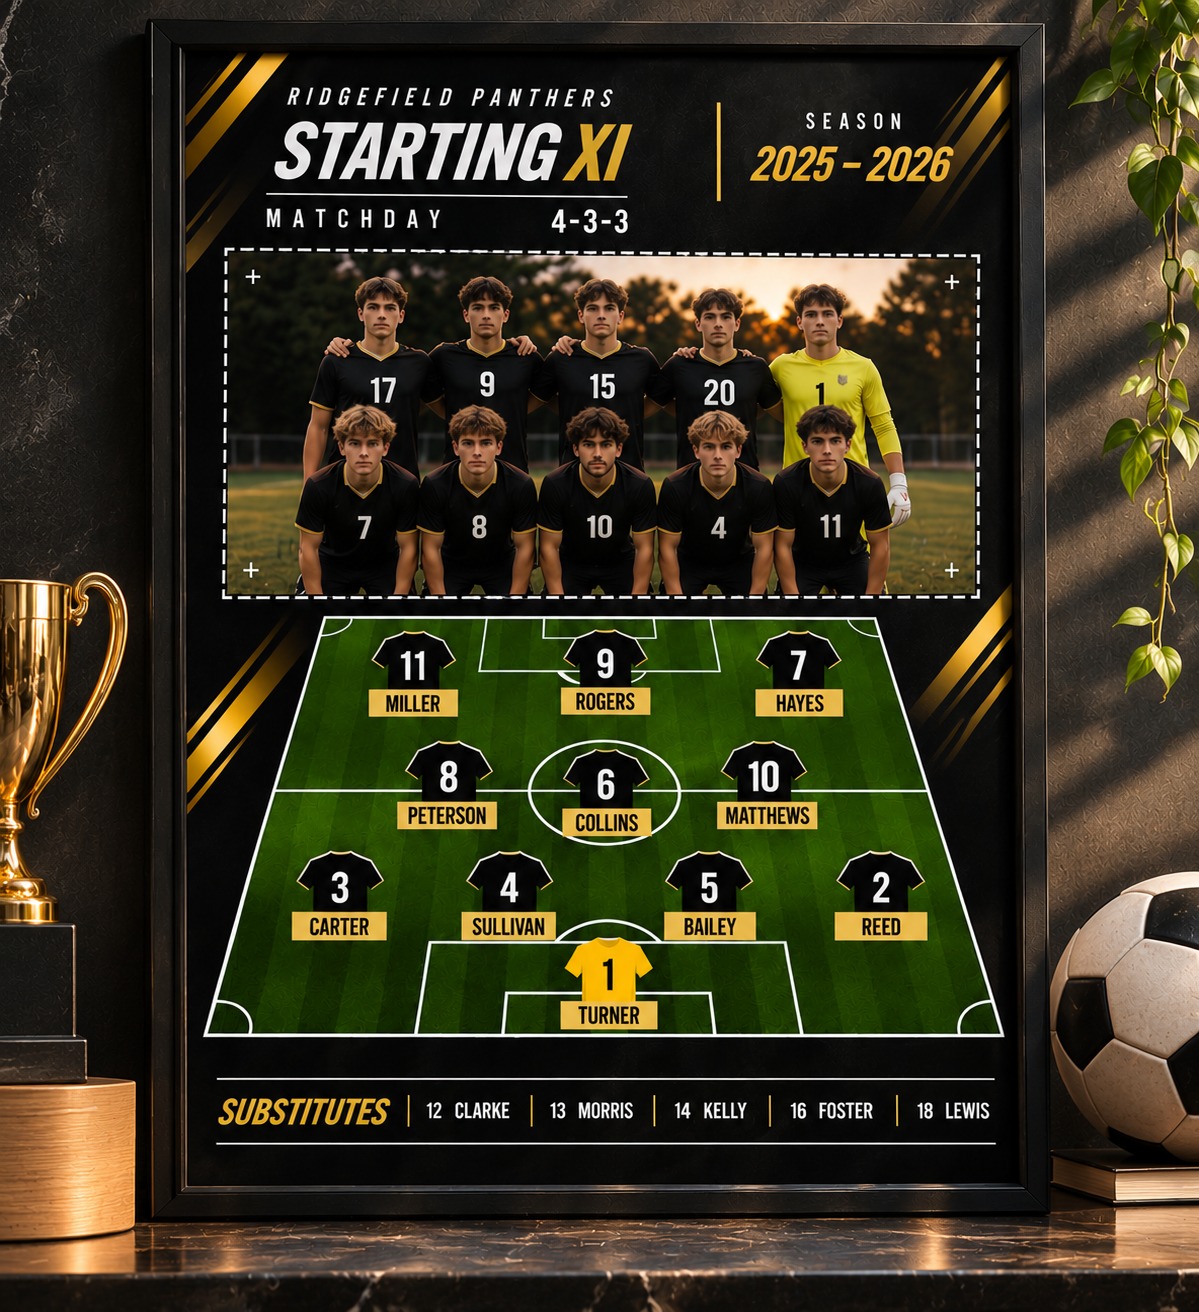 RIDGEFIELD PANTHERS
STARTING XI
MATCHDAY 4-3-3
SEASON
2025 – 2026
17 9 15 20 1
7 8 10 4 11
11 9 7
MILLER ROGERS HAYES
8 6 10
PETERSON COLLINS MATTHEWS
3 4 5 2
CARTER SULLIVAN BAILEY REED
1
TURNER
SUBSTITUTES 12 CLARKE 13 MORRIS 14 KELLY 16 FOSTER 18 LEWIS